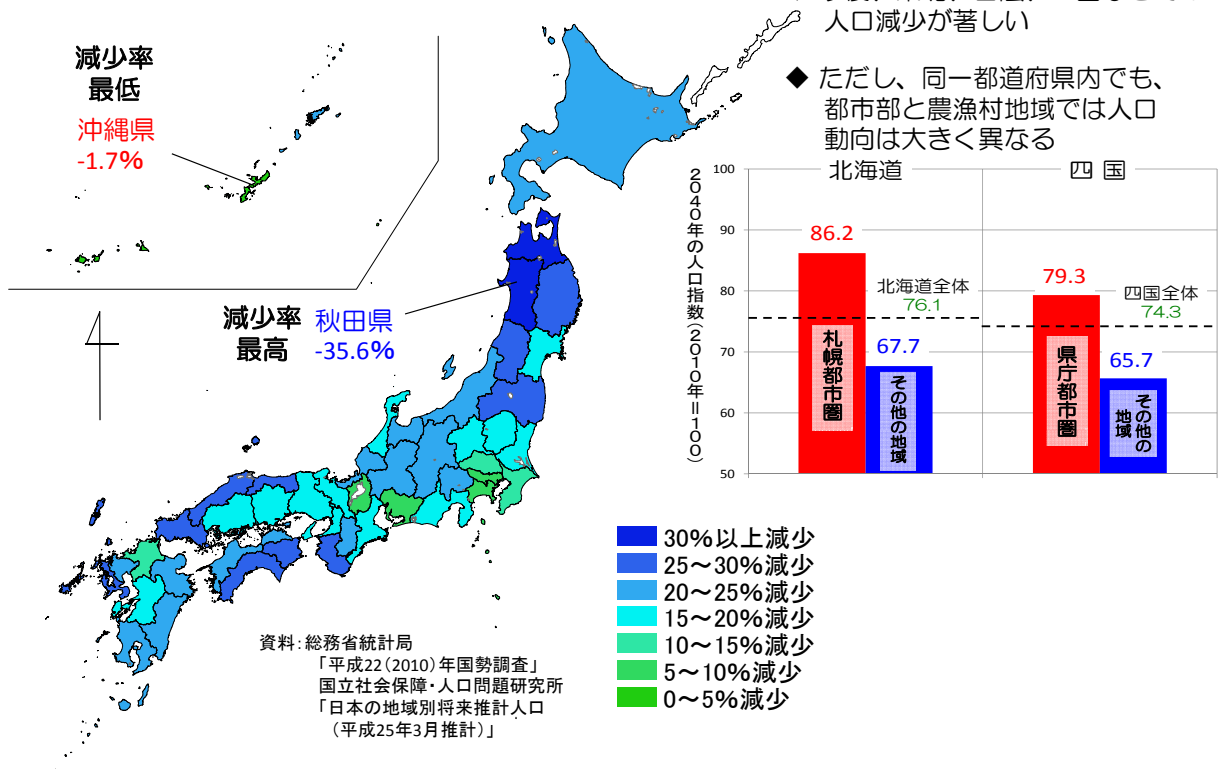 人口減少が著しい
◆ ただし、同一都道府県内でも、
都市部と農漁村地域では人口
動向は大きく異なる
減少率
最低
沖縄県
-1.7%
減少率
最高
秋田県
-35.6%
2040年の人口指数(2010年=100)
100
90
80
70
60
50
北海道
四国
86.2
北海道全体
76.1
67.7
札幌都市圏
その他の地域
79.3
四国全体
74.3
65.7
県庁都市圏
その他の
地域
30%以上減少
25~30%減少
20~25%減少
15~20%減少
10~15%減少
5~10%減少
0~5%減少
資料:総務省統計局
「平成22(2010)年国勢調査」
国立社会保障・人口問題研究所
「日本の地域別将来推計人口
(平成25年3月推計)」